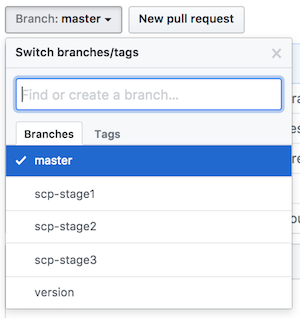 Branch: master
New pull request
Switch branches/tags
Find or create a branch...
Branches
Tags
master
scp-stage1
scp-stage2
scp-stage3
version